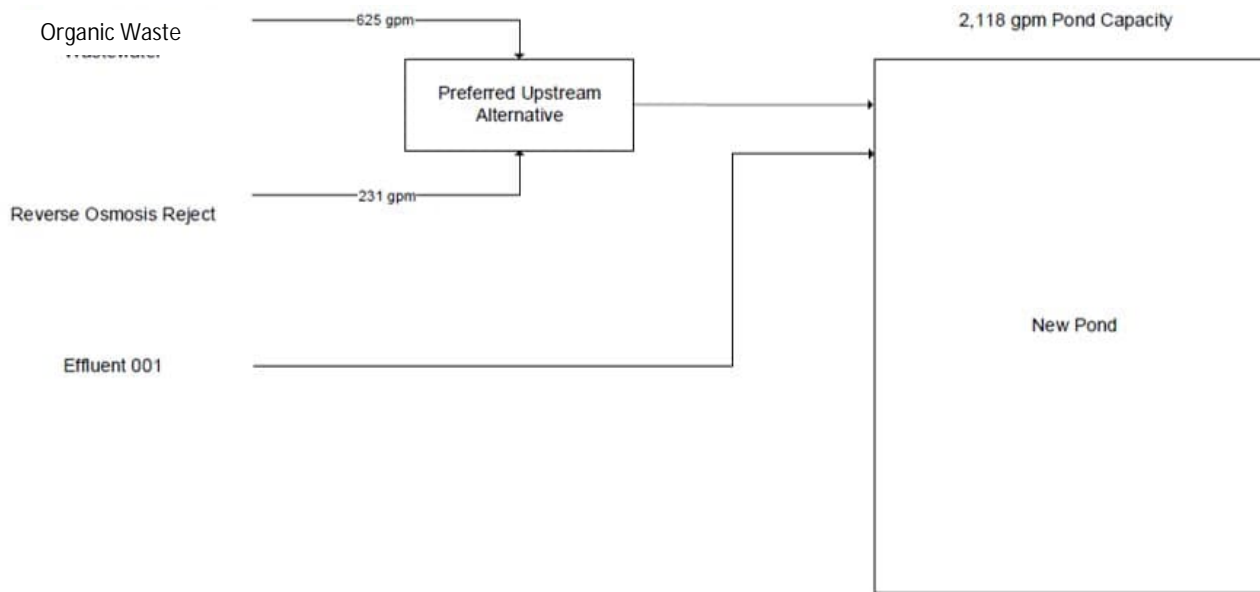 625 gpm
2,118 gpm Pond Capacity
Organic Waste
Preferred Upstream
Alternative
231 gpm
Reverse Osmosis Reject
New Pond
Effluent 001